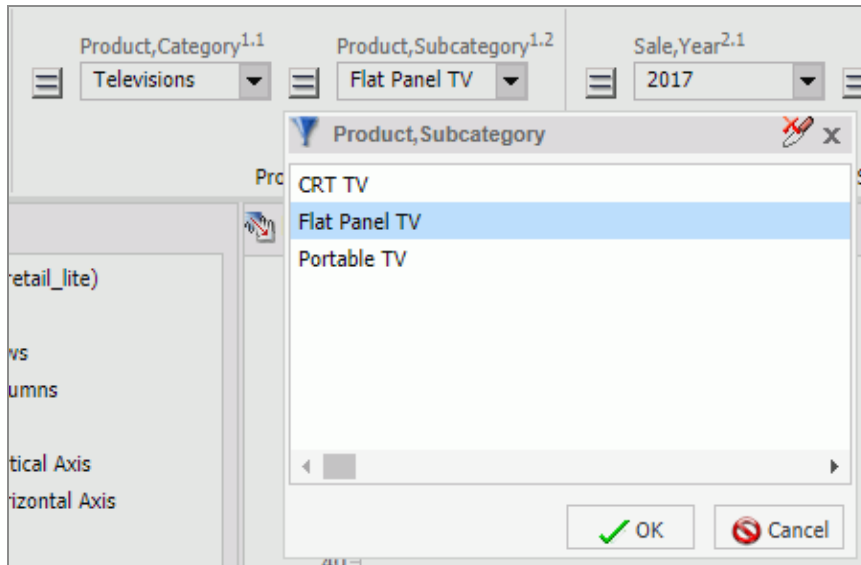 Product,Category1.1 Product,Subcategory1.2 Sale,Year2.1
Televisions Flat Panel TV 2017
Product,Subcategory x
CRT TV
Flat Panel TV
Portable TV
etail_lite)
umns
tical Axis
rizontal Axis
OK Cancel